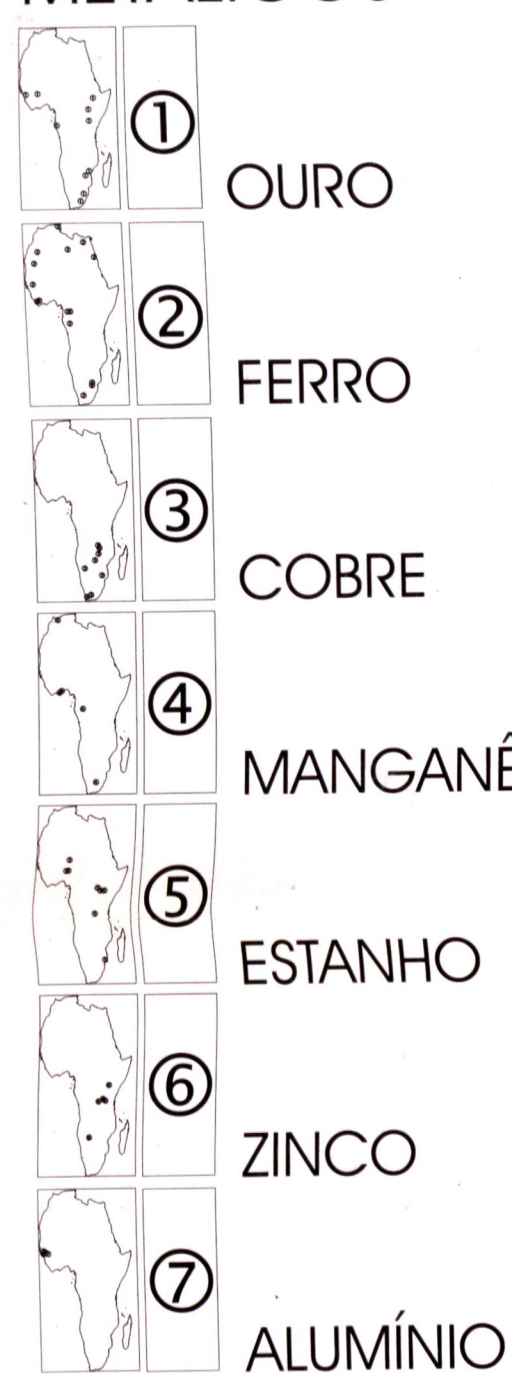 ①
OURO
②
FERRO
③
COBRE
④
MANGANÊ
⑤
ESTANHO
⑥
ZINCO
⑦
ALUMÍNIO